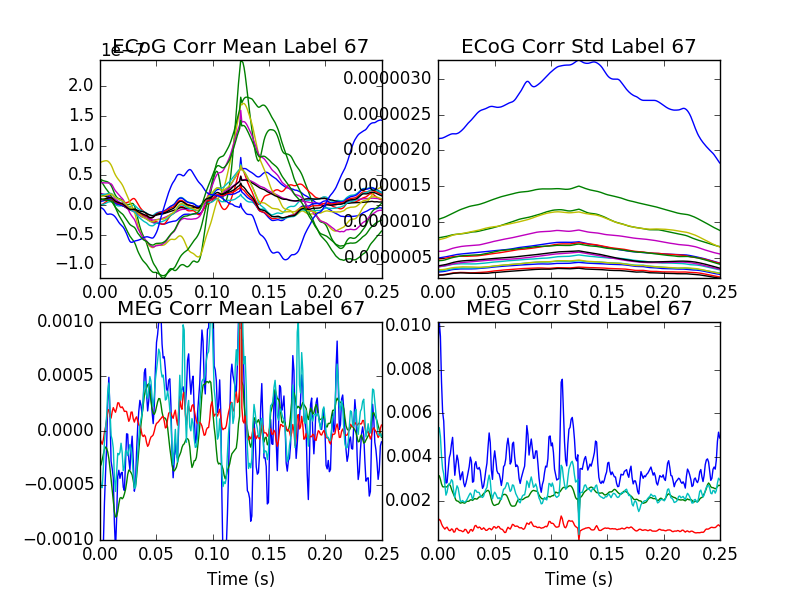 ECoG Corr Mean Label 67
1e−7
2.0
1.5
1.0
0.5
0.0
−0.5
−1.0
0.00 0.05 0.10 0.15 0.20 0.25
ECoG Corr Std Label 67
0.0000030
0.0000025
0.0000020
0.0000015
0.0000010
0.0000005
0.00 0.05 0.10 0.15 0.20 0.25
MEG Corr Mean Label 67
0.0010
0.0005
0.0000
−0.0005
−0.0010
0.00 0.05 0.10 0.15 0.20 0.25
Time (s)
MEG Corr Std Label 67
0.010
0.008
0.006
0.004
0.002
0.00 0.05 0.10 0.15 0.20 0.25
Time (s)